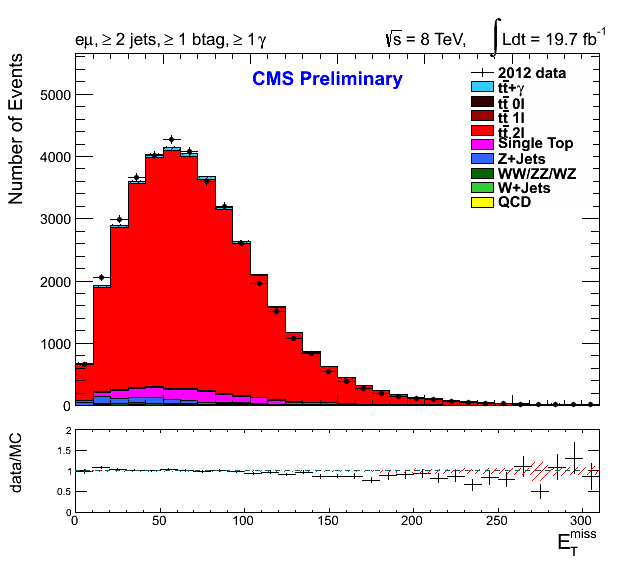 eμ, ≥ 2 jets, ≥ 1 btag, ≥ 1 γ
√s = 8 TeV, ∫ Ldt = 19.7 fb⁻¹
CMS Preliminary
Number of Events
5000
4000
3000
2000
1000
0
2012 data
tt̄+γ
tt̄ 0l
tt̄ 1l
tt̄ 2l
Single Top
Z+Jets
WW/ZZ/WZ
W+Jets
QCD
data/MC
2
1.5
1
0.5
0
0 50 100 150 200 250 300
E_T^miss